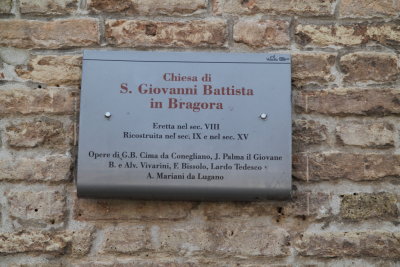 Chiesa di
S. Giovanni Battista
in Bragora
Eretta nel sec. VIII
Ricostruita nel sec. IX e nel sec. XV
Opere di G.B. Cima da Conegliano, J. Palma il Giovane
B. e Alv. Vivarini, F. Bissolo, Lardo Tedesco
A. Mariani da Lugano